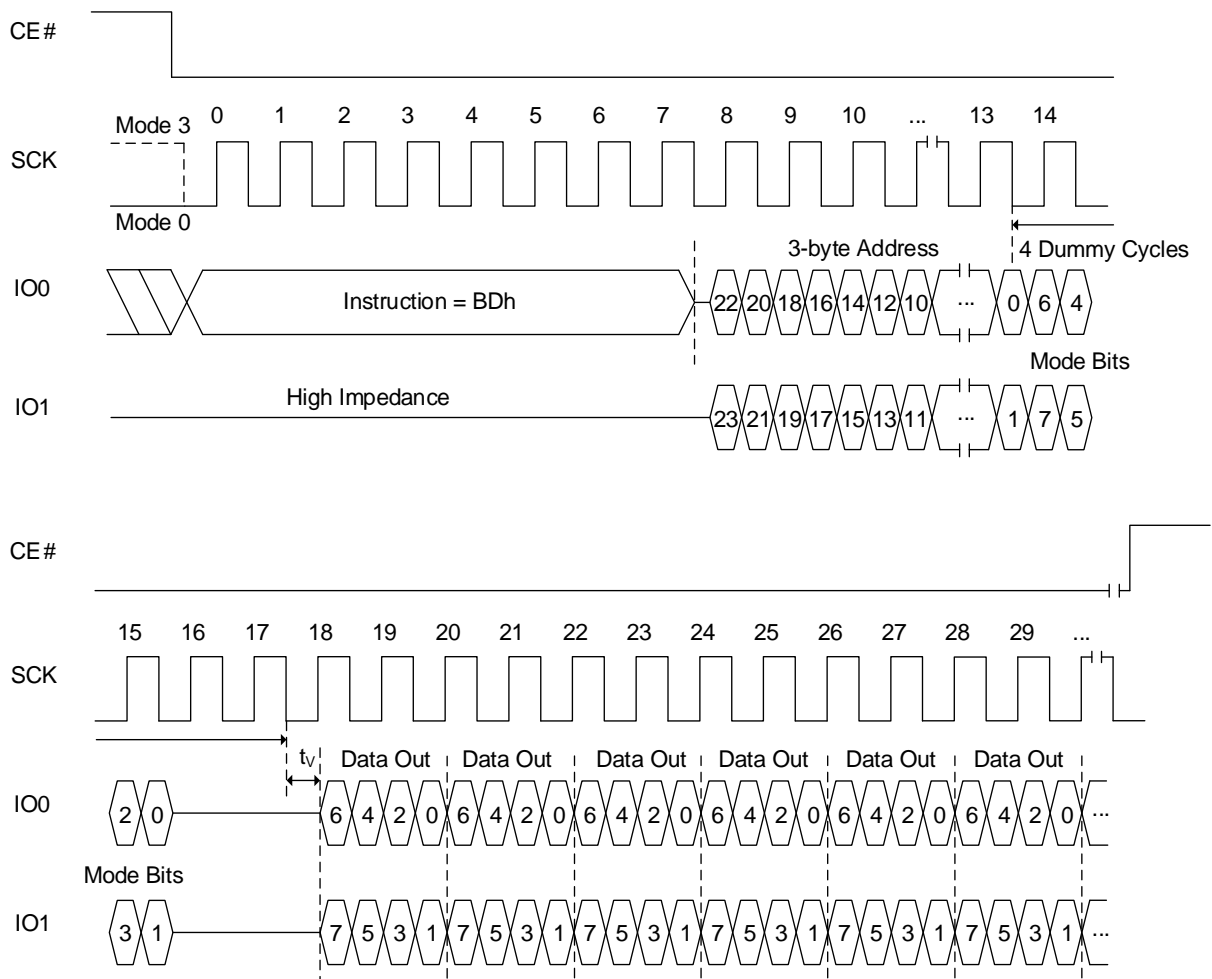 CE#
0 1 2 3 4 5 6 7 8 9 10 ... 13 14
Mode 3
SCK
Mode 0
3-byte Address 4 Dummy Cycles
IO0
Instruction = BDh 22 20 18 16 14 12 10 ... 0 6 4
Mode Bits
IO1
High Impedance 23 21 19 17 15 13 11 ... 1 7 5
CE#
15 16 17 18 19 20 21 22 23 24 25 26 27 28 29 ...
SCK
tV Data Out Data Out Data Out Data Out Data Out Data Out
IO0 2 0 6 4 2 0 6 4 2 0 6 4 2 0 6 4 2 0 6 4 2 0 6 4 2 0 ...
Mode Bits
IO1 3 1 7 5 3 1 7 5 3 1 7 5 3 1 7 5 3 1 7 5 3 1 7 5 3 1 ...